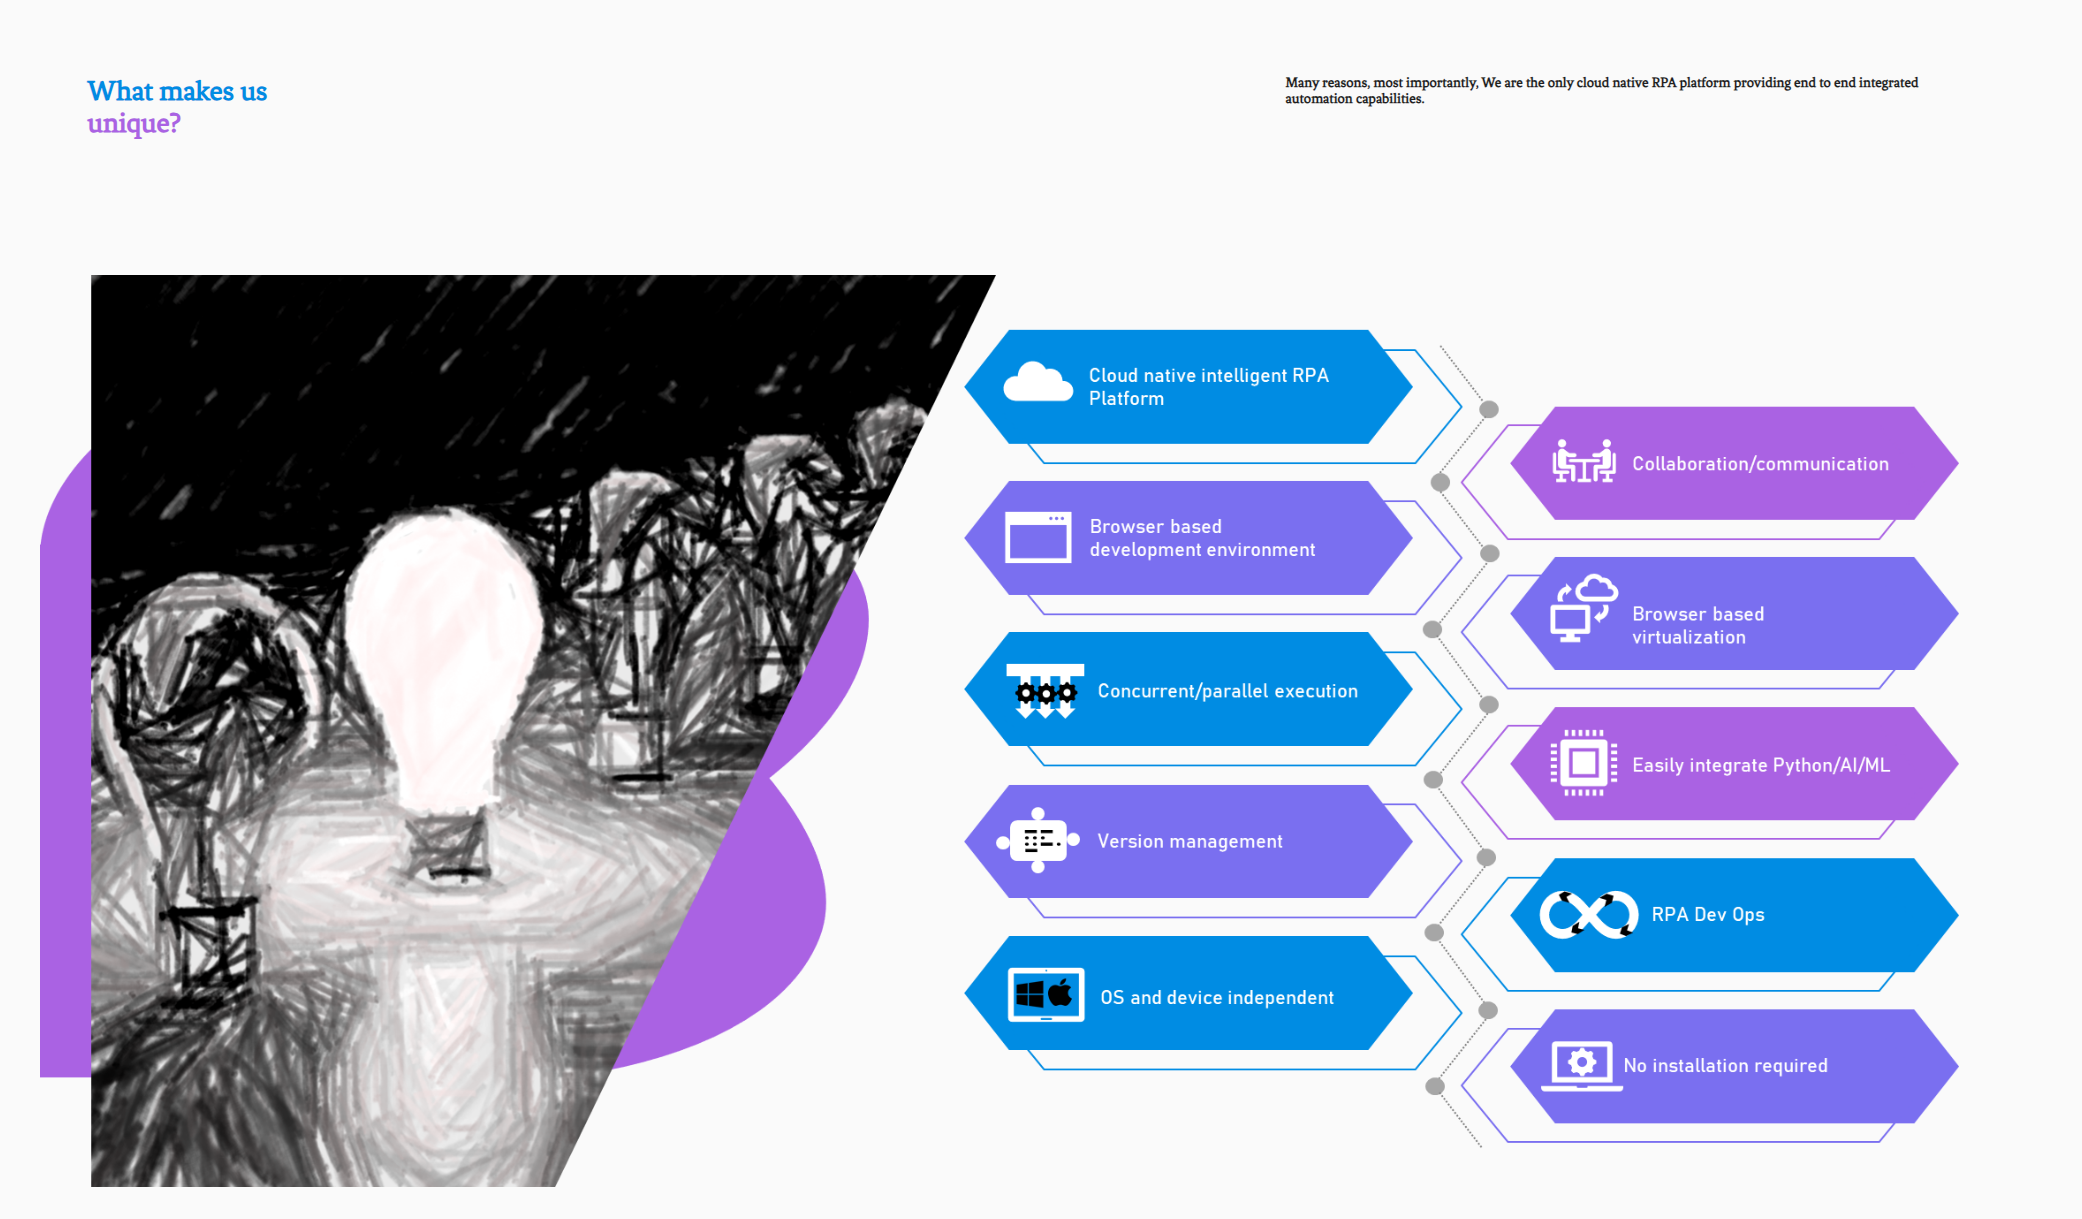 What makes us
unique?
Many reasons, most importantly, We are the only cloud native RPA platform providing end to end integrated
automation capabilities.
Cloud native intelligent RPA
Platform
Collaboration/communication
Browser based
development environment
Browser based
virtualization
Concurrent/parallel execution
Easily integrate Python/AI/ML
Version management
RPA Dev Ops
OS and device independent
No installation required